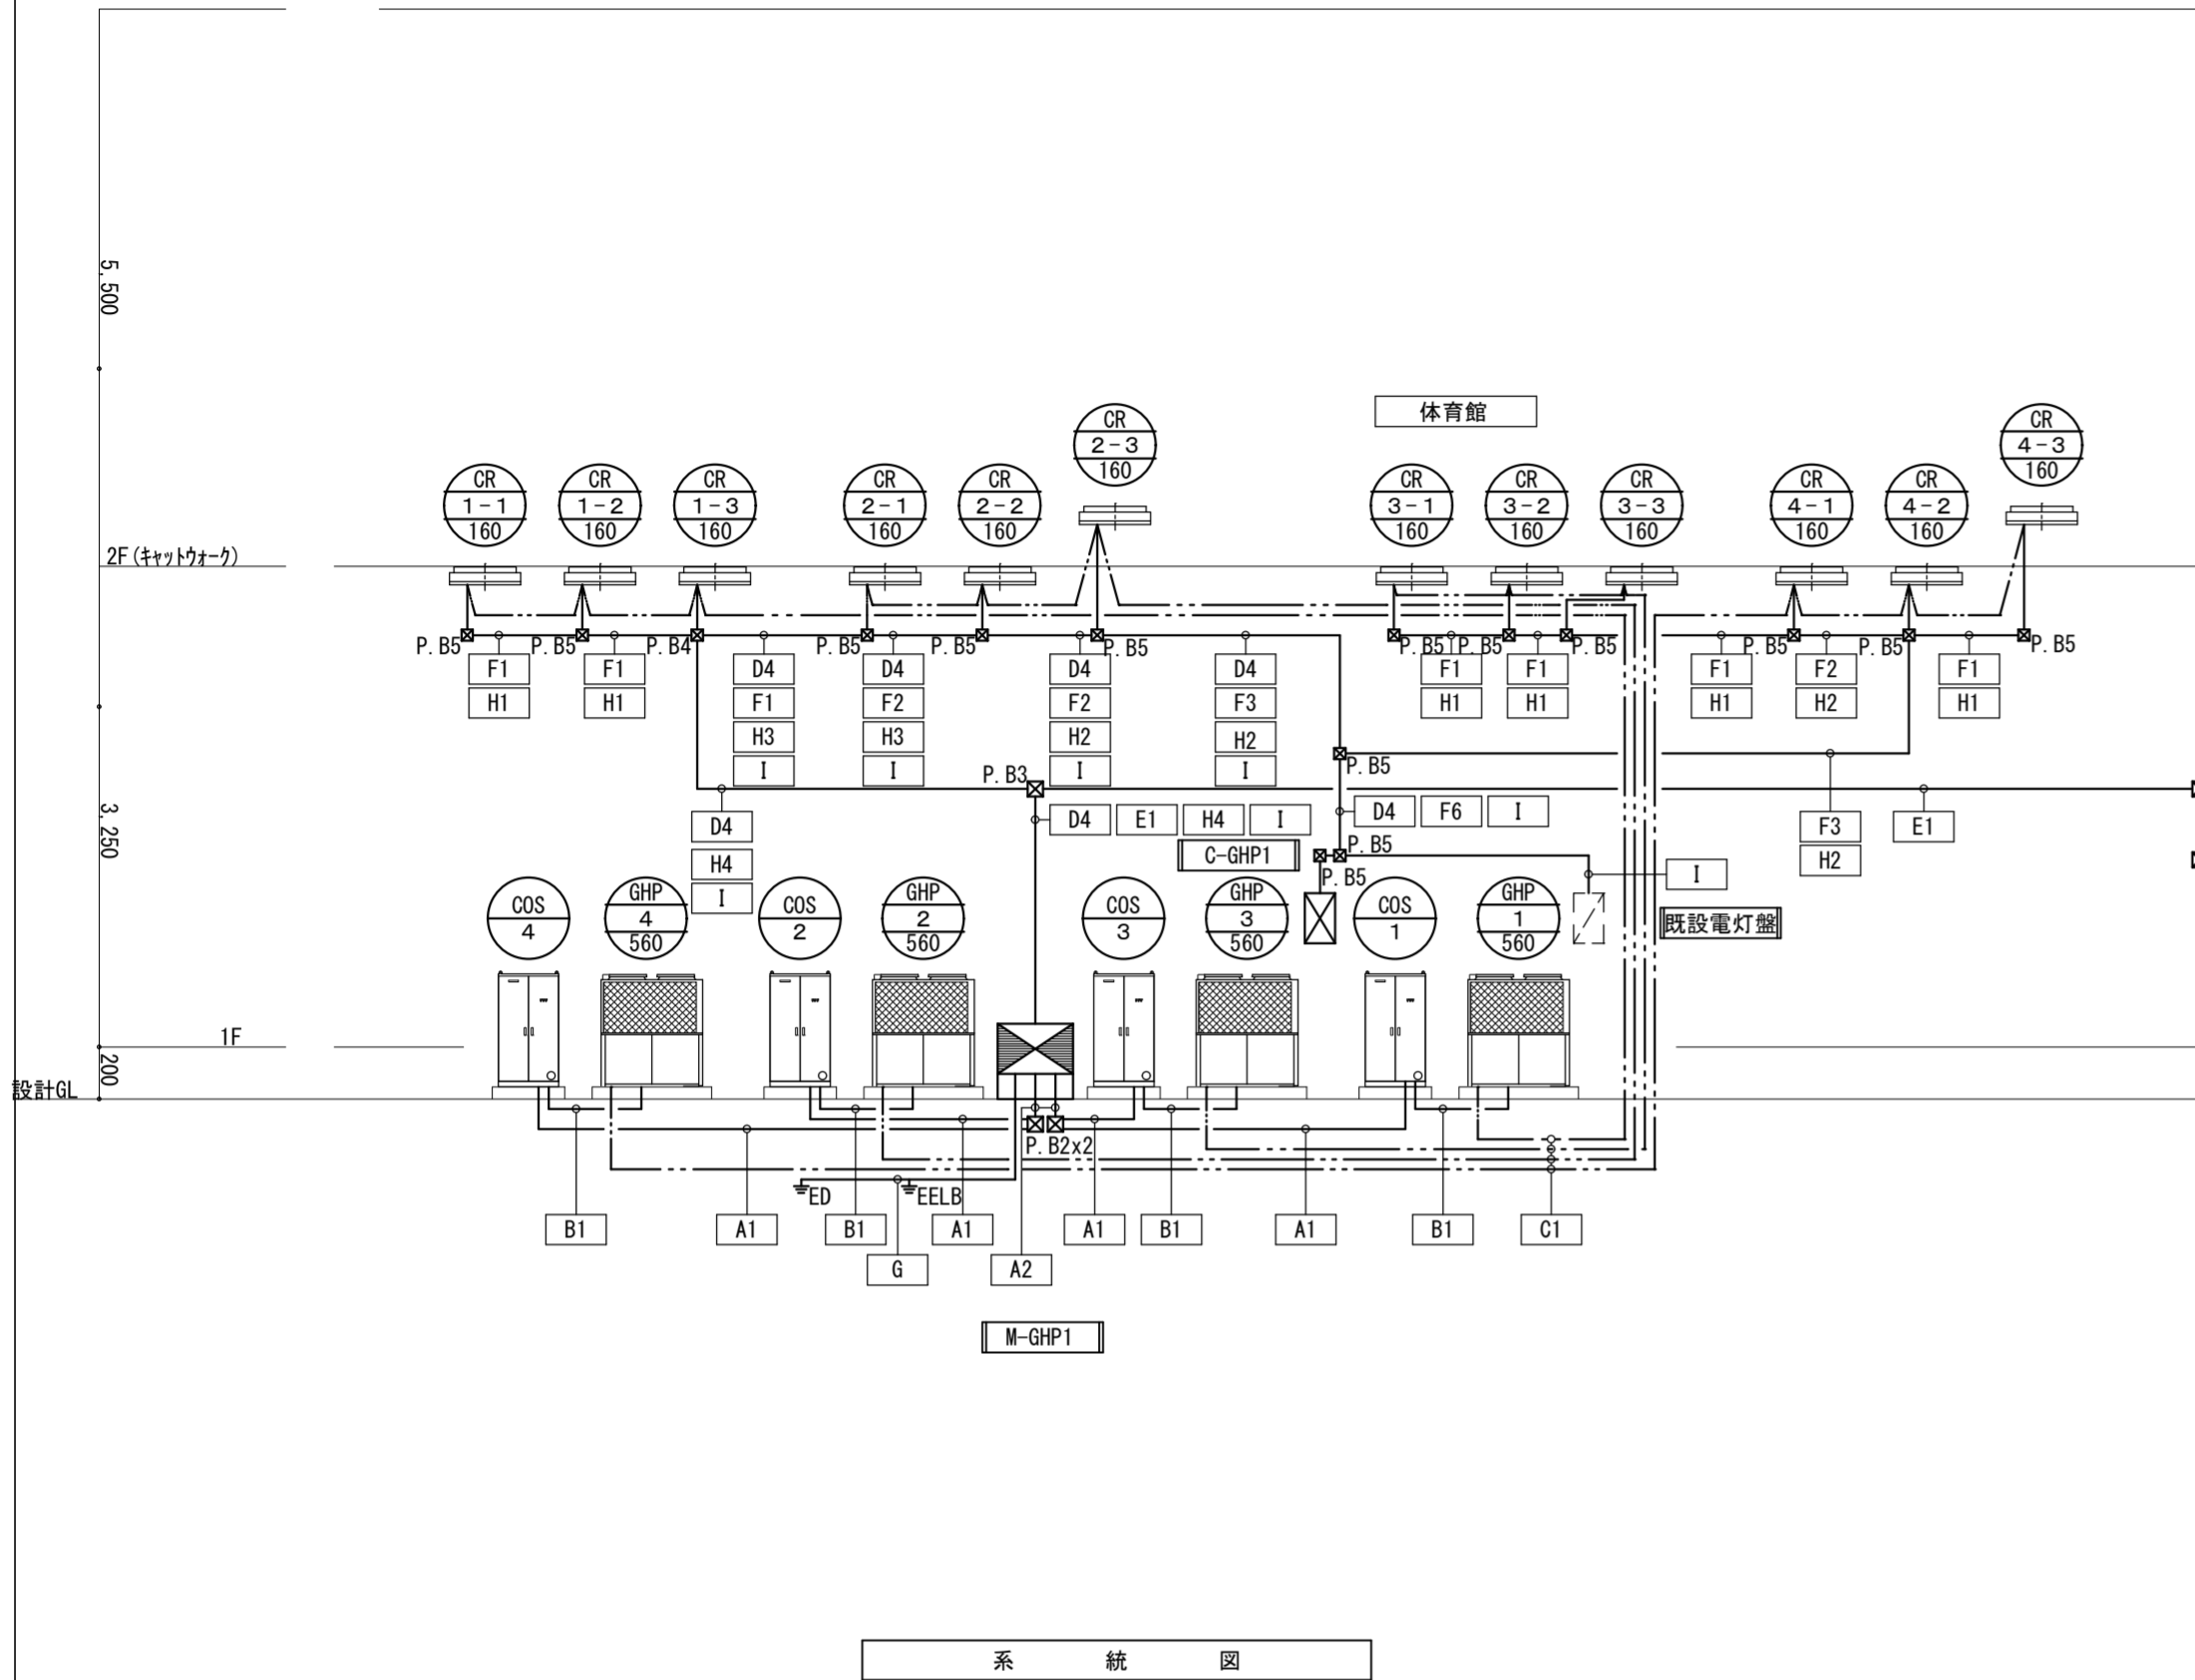 5,500
体育館
CR
2-3
160
CR
4-3
160
CR
1-1
160
CR
1-2
160
CR
1-3
160
CR
2-1
160
CR
2-2
160
CR
3-1
160
CR
3-2
160
CR
3-3
160
CR
4-1
160
CR
4-2
160
2F(キャットウォーク)
P.B5 P.B5 P.B4 P.B5 P.B5 P.B5 P.B5 P.B5 P.B5 P.B5 P.B5 P.B5
F1 F1 D4 D4 D4 D4 F1 F1 F1 F2 F1
H1 H1 F1 F2 F2 F3 H1 H1 H1 H2 H1
H3 H3 H2 H2
I I I I
P.B3
P.B5
3,250
D4
H4
I
D4 E1 H4 I
D4 F6 I
F3
H2
E1
C-GHP1
P.B5
P.B5
I
既設電灯盤
COS
4
GHP
4
560
COS
2
GHP
2
560
COS
3
GHP
3
560
COS
1
GHP
1
560
1F
200
設計GL
P.B2x2
ED
EELB
B1 A1 B1 A1 A1 B1 A1 B1 C1
G A2
M-GHP1
系統図